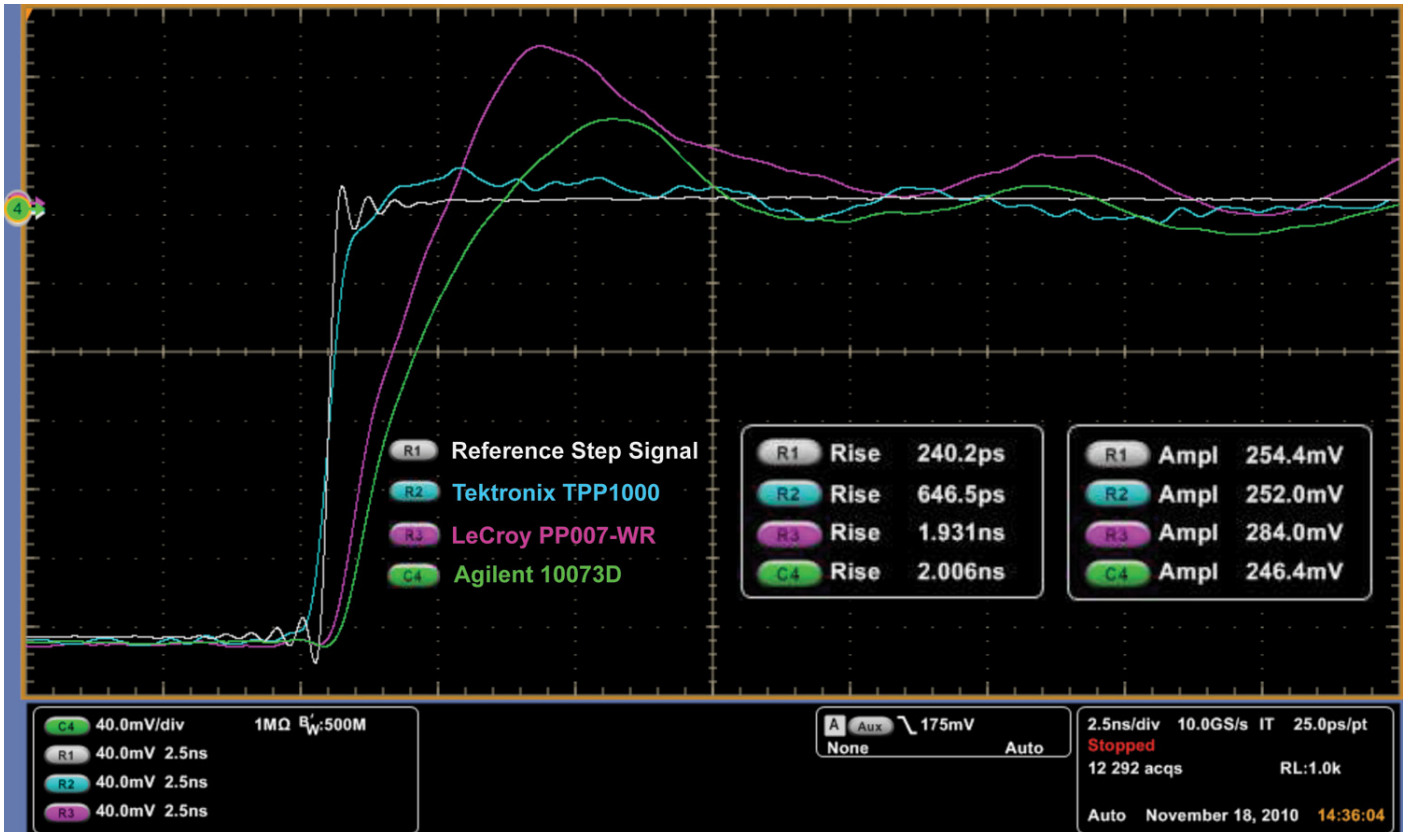 4
R1 Reference Step Signal
R2 Tektronix TPP1000
R3 LeCroy PP007-WR
C4 Agilent 10073D
R1 Rise 240.2ps
R2 Rise 646.5ps
R3 Rise 1.931ns
C4 Rise 2.006ns
R1 Ampl 254.4mV
R2 Ampl 252.0mV
R3 Ampl 284.0mV
C4 Ampl 246.4mV
C4 40.0mV/div 1MΩ BW:500M
R1 40.0mV 2.5ns
R2 40.0mV 2.5ns
R3 40.0mV 2.5ns
A Aux 175mV
None Auto
2.5ns/div 10.0GS/s IT 25.0ps/pt
Stopped
12 292 acqs RL:1.0k
Auto November 18, 2010 14:36:04